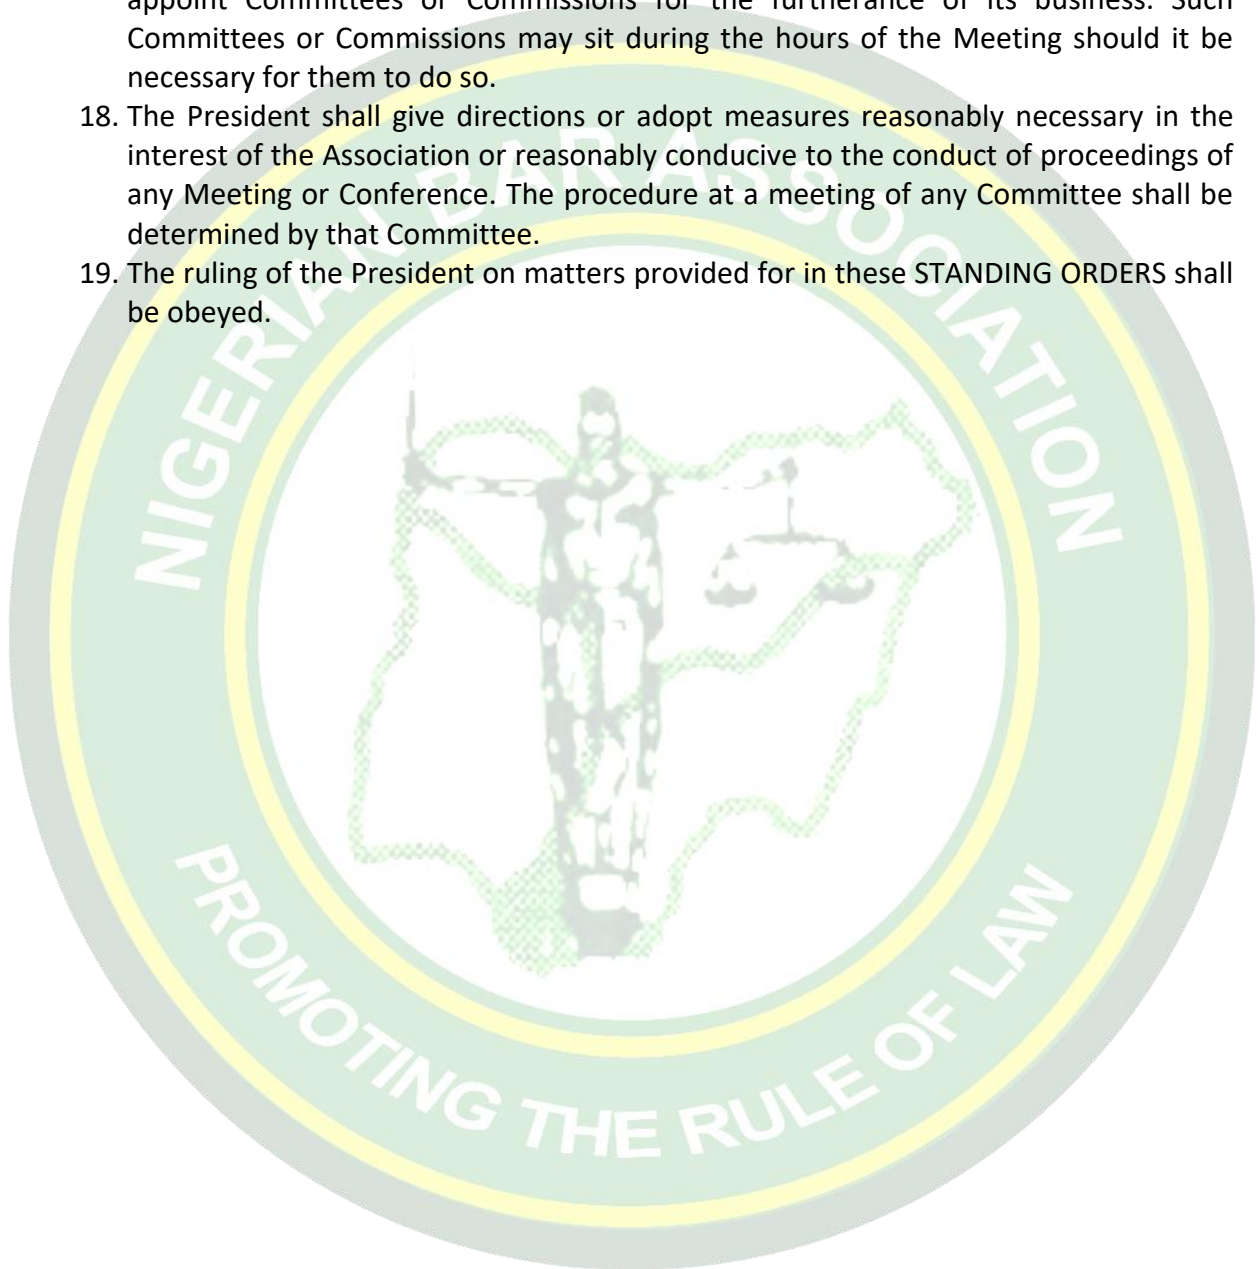 appoint Committees or Commissions for the furtherance of its business. Such
Committees or Commissions may sit during the hours of the Meeting should it be
necessary for them to do so.
18. The President shall give directions or adopt measures reasonably necessary in the
interest of the Association or reasonably conducive to the conduct of proceedings of
any Meeting or Conference. The procedure at a meeting of any Committee shall be
determined by that Committee.
19. The ruling of the President on matters provided for in these STANDING ORDERS shall
be obeyed.
NIGERIAN BAR ASSOCIATION
PROMOTING THE RULE OF LAW